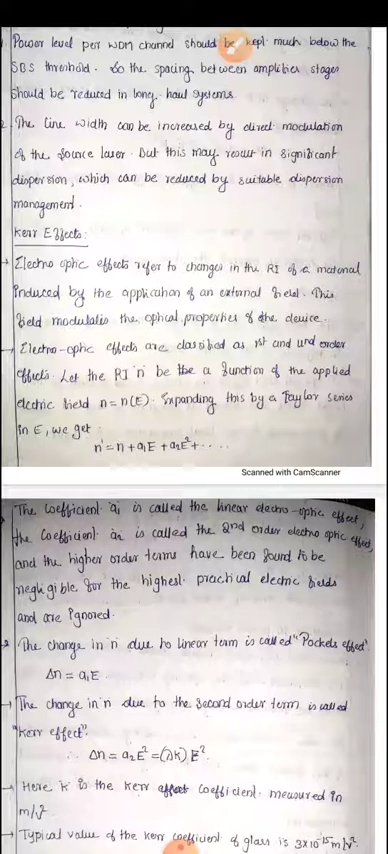 1. Power level per WDM channel should be kept much below the
SBS threshold. So the spacing between amplifier stages
should be reduced in long haul systems.
2. The line width can be increased by direct modulation
of the source laser. But this may result in significant
dispersion, which can be reduced by suitable dispersion
management.
Kerr Effects:
→ Electro optic effects refer to changes in the RI of a material
induced by the application of an external field. This
field modulates the optical properties of the device.
→ Electro-optic effects are classified as 1st and 2nd order
effects. Let the RI 'n' be the a function of the applied
electric field n = n(E). Expanding this by a Taylor series
in E, we get:
n' = n + a₁E + a₂E² + ....
Scanned with CamScanner
The coefficient a₁ is called the linear electro-optic effect,
the coefficient a₂ is called the 2nd order electro optic effect,
and the higher order terms have been found to be
negligible for the highest practical electric fields
and are ignored.
The change in 'n' due to linear term is called "Pockels effect".
Δn = a₁E
→ The change in 'n' due to the second order term is called
"Kerr effect".
∴ Δn = a₂E² = (λk) E².
→ Here k is the kerr coefficient measured in
m/v²
→ Typical value of the kerr coefficient of glass is 3x10⁻¹⁵ m/v².